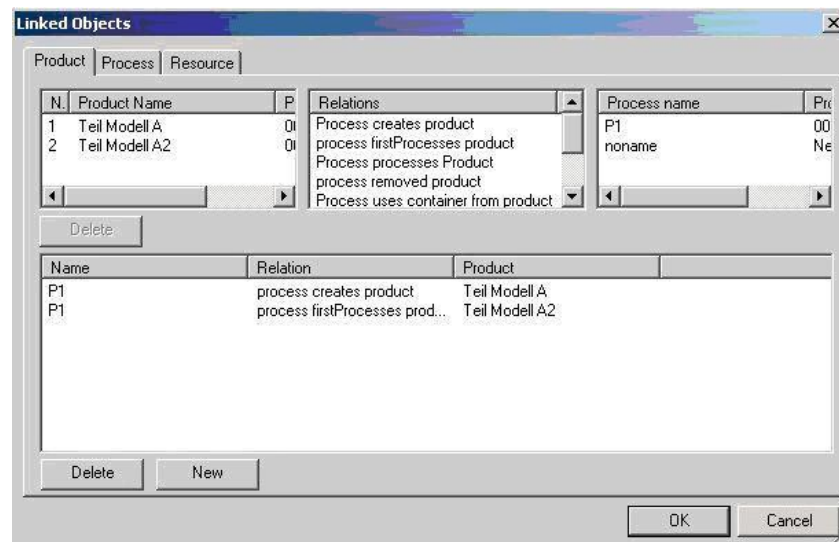 Linked Objects
Product Process Resource
N. Product Name P
1 Teil Modell A
2 Teil Modell A2
Relations
Process creates product
process firstProcesses product
Process processes Product
process removed product
Process uses container from product
Process name Pro
P1 00
noname Ne
Delete
Name Relation Product
P1 process creates product Teil Modell A
P1 process firstProcesses prod... Teil Modell A2
Delete New
OK Cancel